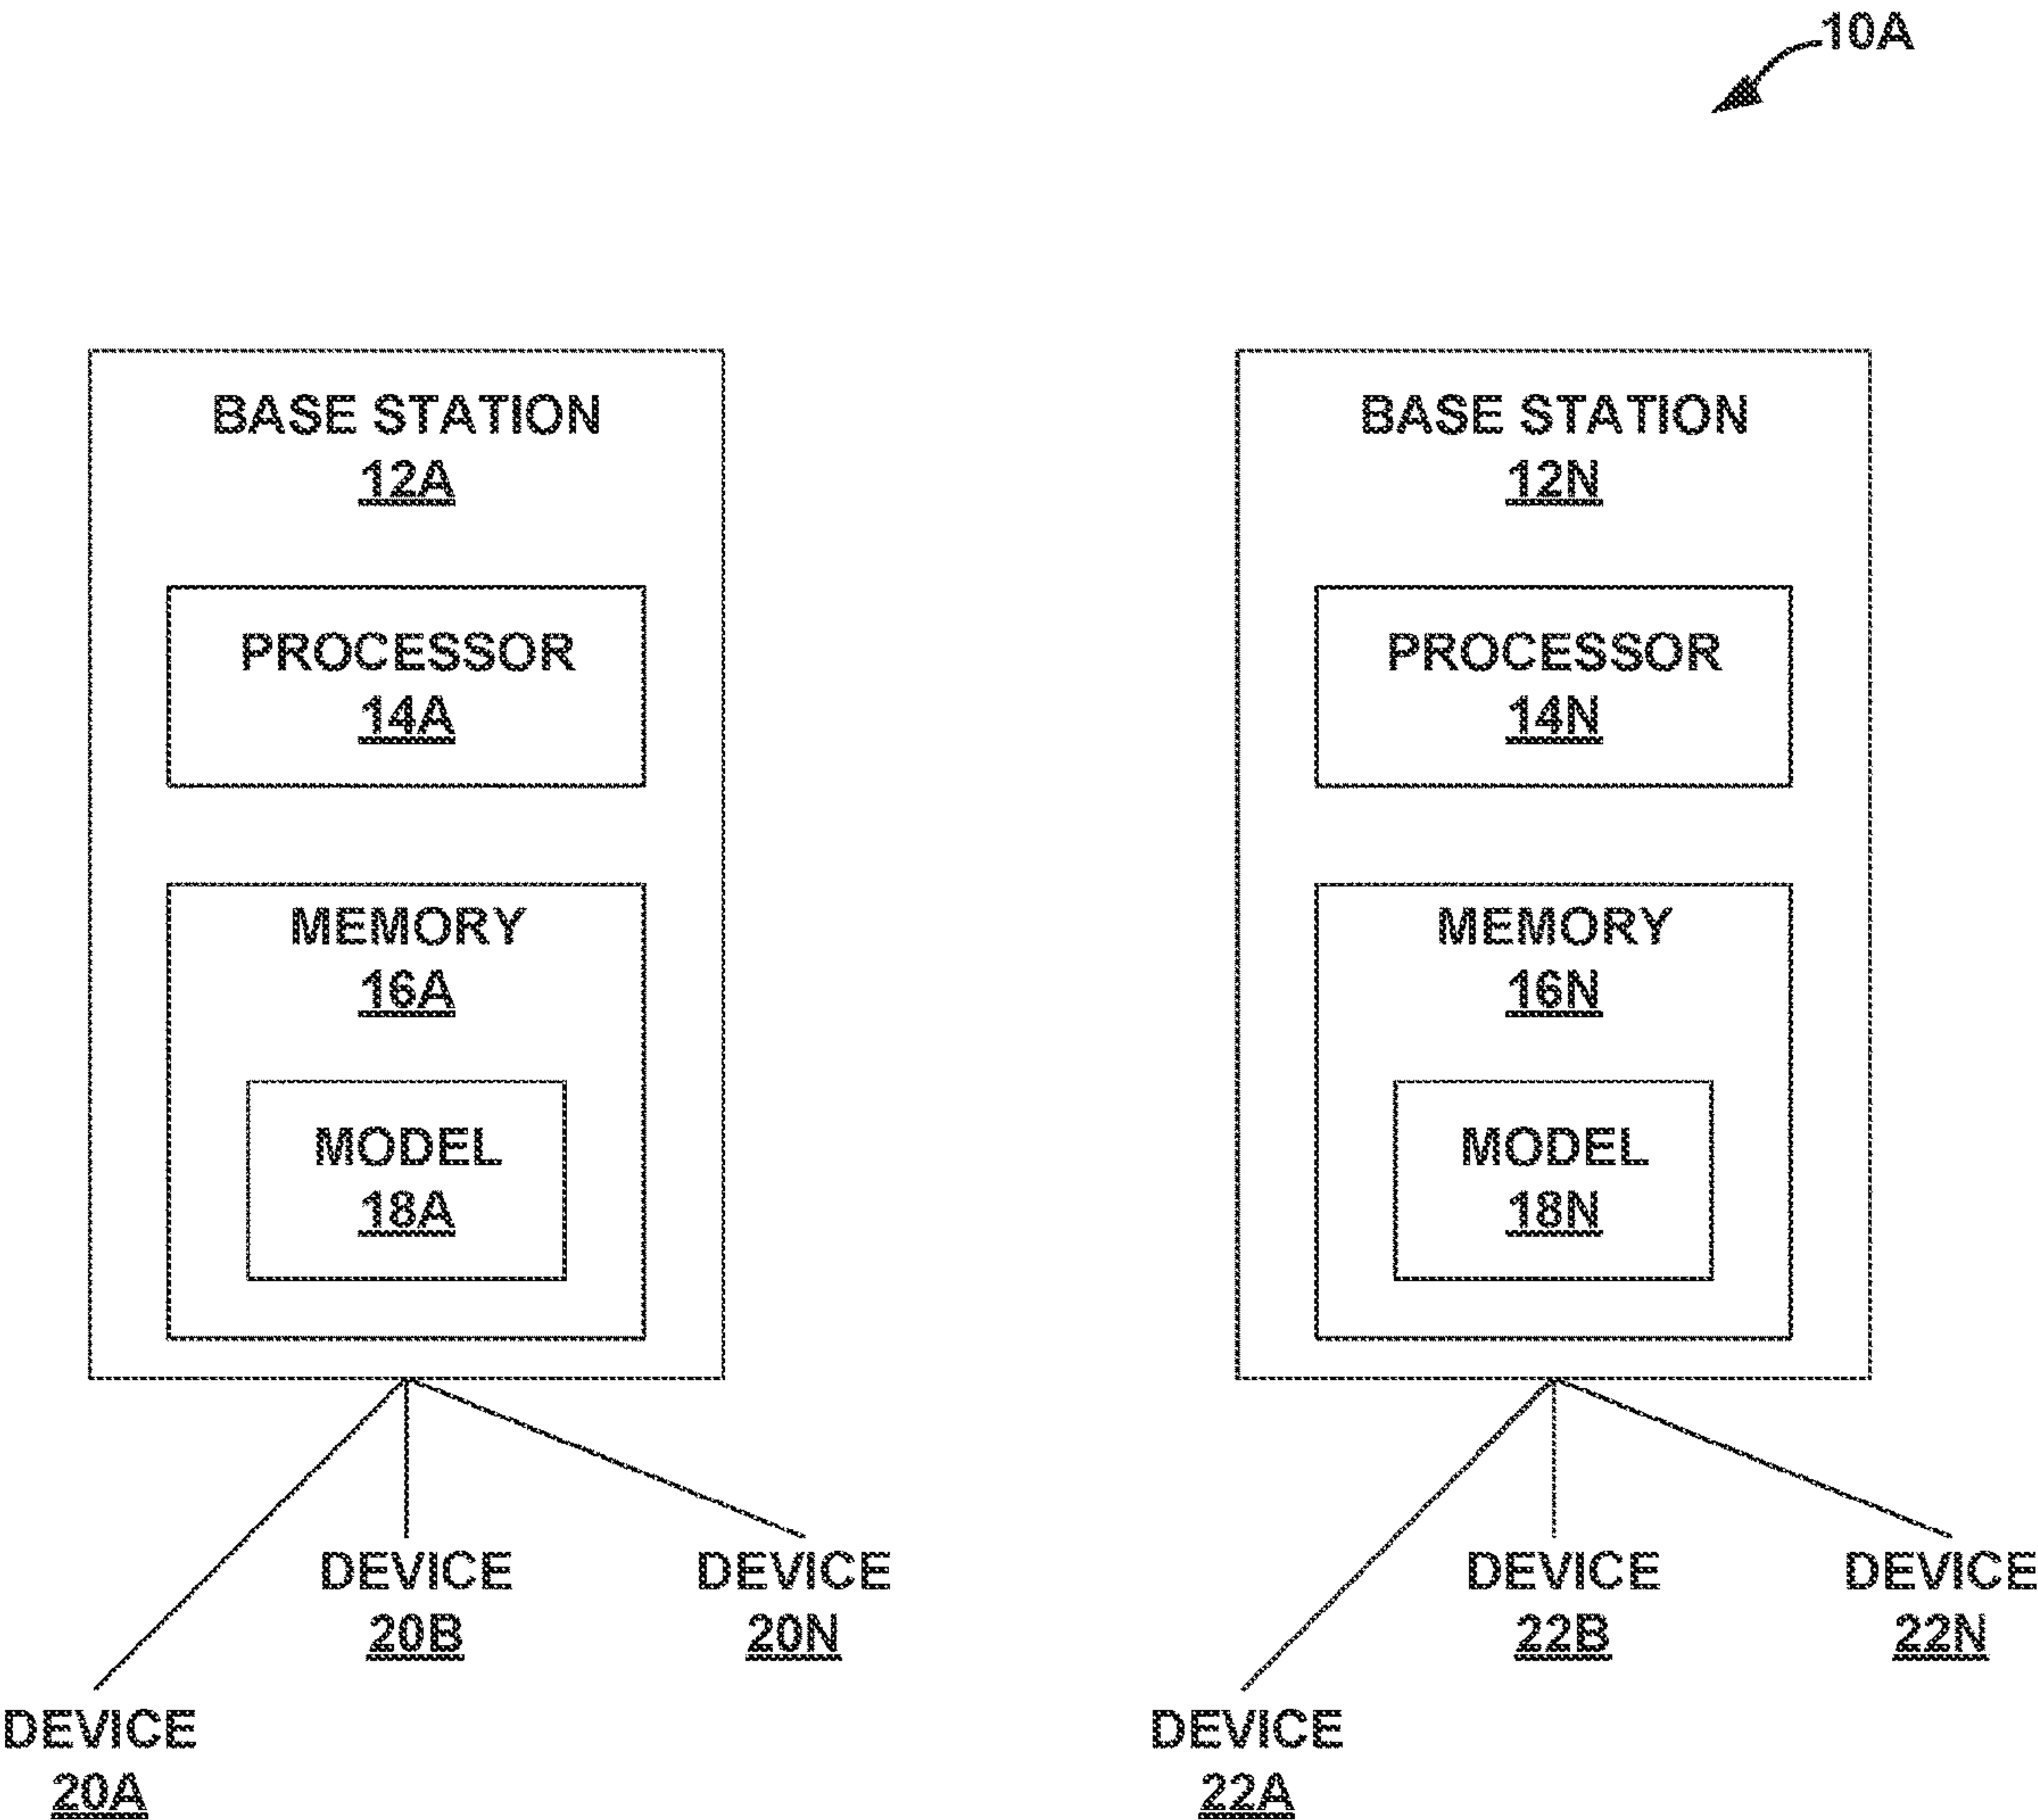 10A
BASE STATION
12A
PROCESSOR
14A
MEMORY
16A
MODEL
18A
DEVICE
20B
DEVICE
20N
DEVICE
20A
BASE STATION
12N
PROCESSOR
14N
MEMORY
16N
MODEL
18N
DEVICE
22B
DEVICE
22N
DEVICE
22A